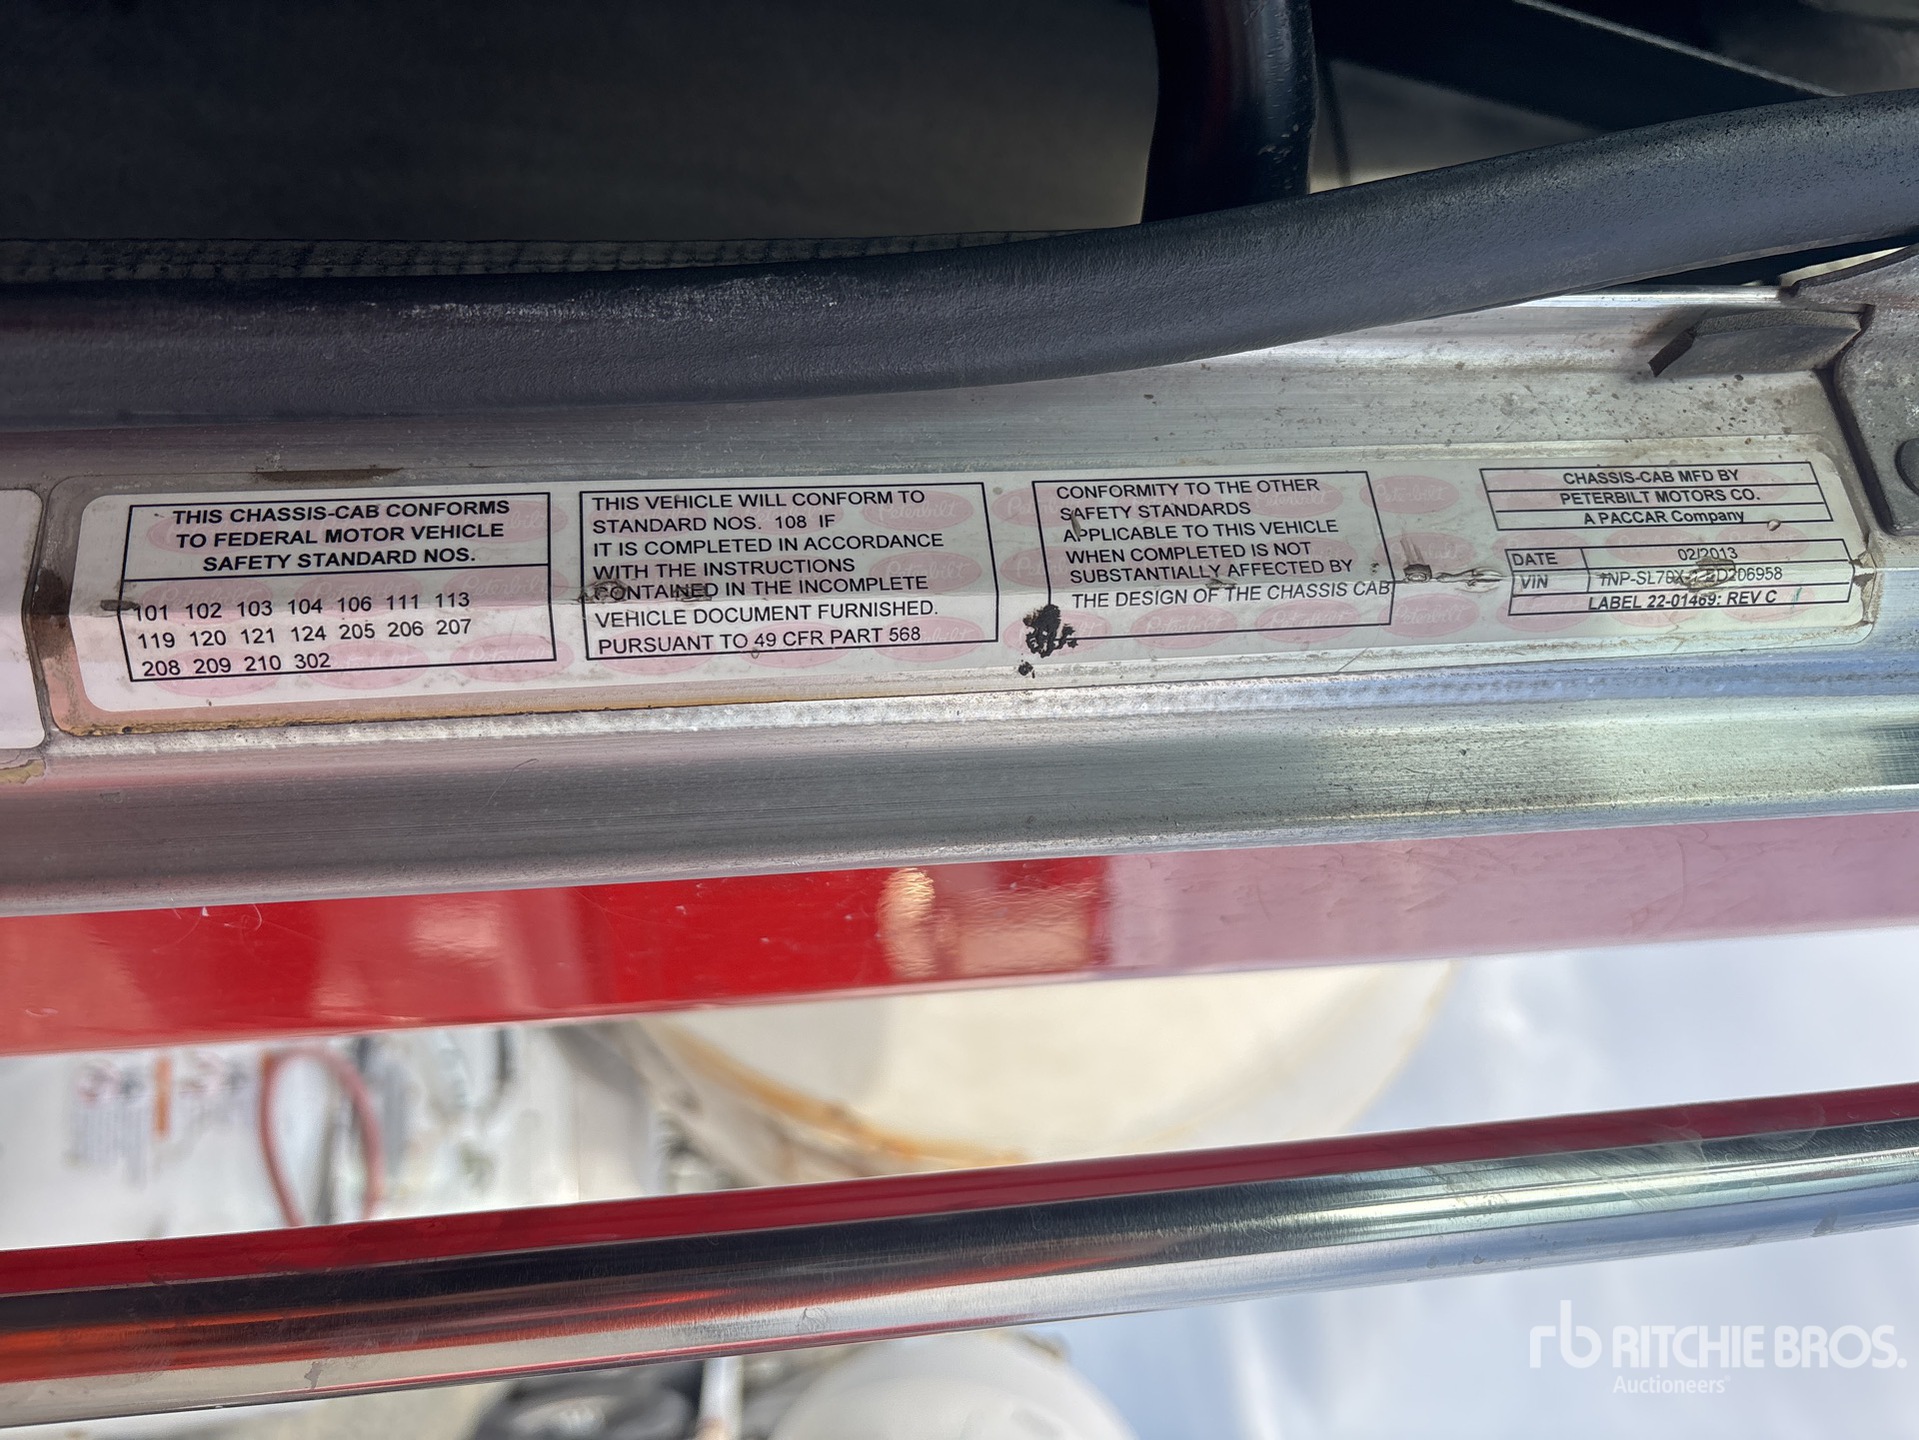 THIS CHASSIS-CAB CONFORMS
TO FEDERAL MOTOR VEHICLE
SAFETY STANDARD NOS.
101 102 103 104 106 111 113
119 120 121 124 205 206 207
208 209 210 302
THIS VEHICLE WILL CONFORM TO
STANDARD NOS. 108 IF
IT IS COMPLETED IN ACCORDANCE
WITH THE INSTRUCTIONS
CONTAINED IN THE INCOMPLETE
VEHICLE DOCUMENT FURNISHED.
PURSUANT TO 49 CFR PART 568
CONFORMITY TO THE OTHER
SAFETY STANDARDS
APPLICABLE TO THIS VEHICLE
WHEN COMPLETED IS NOT
SUBSTANTIALLY AFFECTED BY
THE DESIGN OF THE CHASSIS CAB
CHASSIS-CAB MFD BY
PETERBILT MOTORS CO.
A PACCAR Company
DATE 02/2013
VIN
LABEL 22-01469: REV C
Peterbilt
rb RITCHIE BROS.
Auctioneers